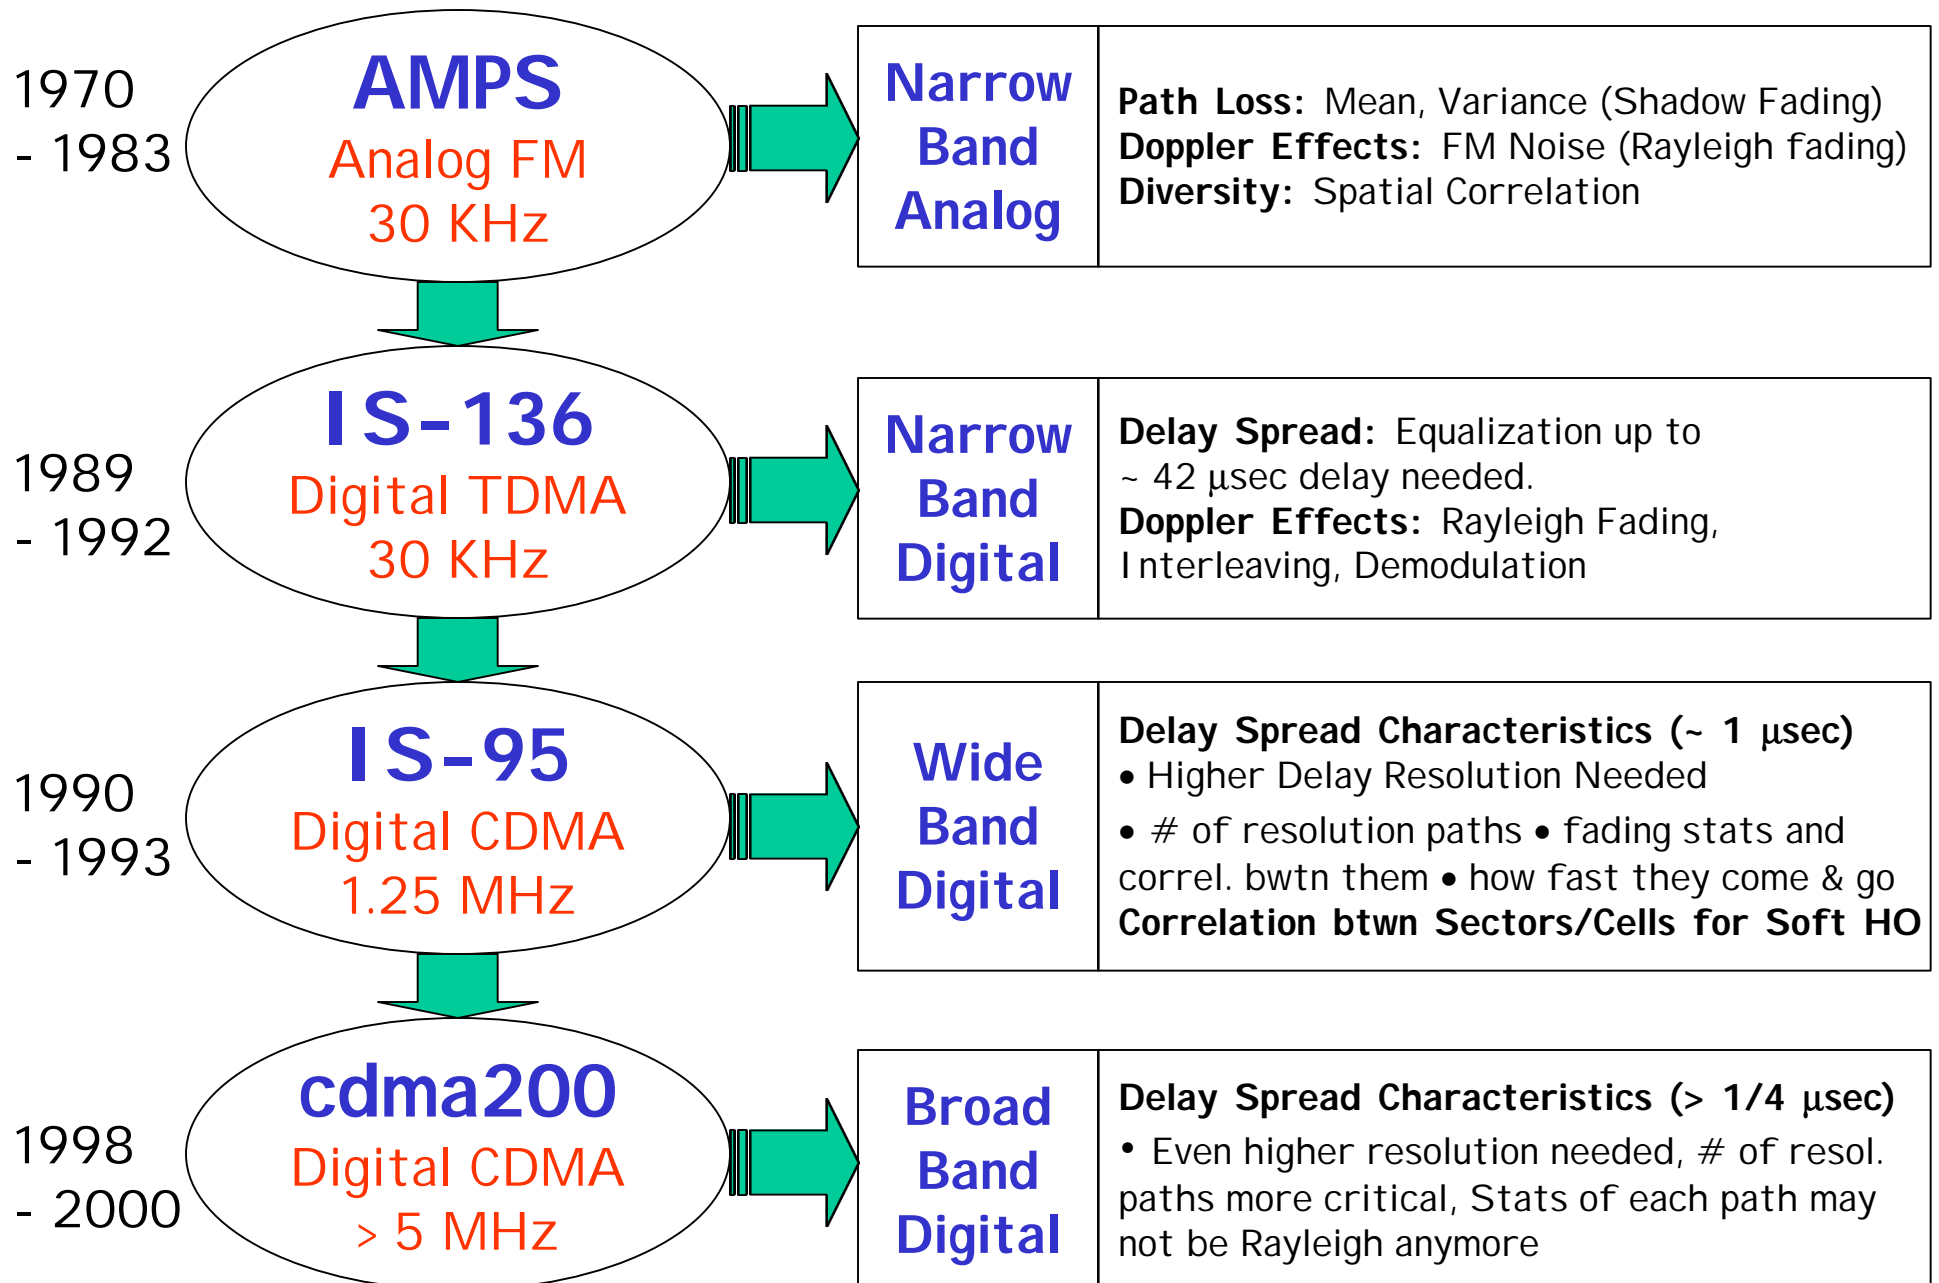 1970
- 1983
AMPS
Analog FM
30 KHz
Narrow
Band
Analog
Path Loss: Mean, Variance (Shadow Fading)
Doppler Effects: FM Noise (Rayleigh fading)
Diversity: Spatial Correlation
1989
- 1992
IS-136
Digital TDMA
30 KHz
Narrow
Band
Digital
Delay Spread: Equalization up to
~ 42 μsec delay needed.
Doppler Effects: Rayleigh Fading,
Interleaving, Demodulation
1990
- 1993
IS-95
Digital CDMA
1.25 MHz
Wide
Band
Digital
Delay Spread Characteristics (~ 1 μsec)
• Higher Delay Resolution Needed
• # of resolution paths • fading stats and
correl. bwtn them • how fast they come & go
Correlation btwn Sectors/Cells for Soft HO
1998
- 2000
cdma200
Digital CDMA
> 5 MHz
Broad
Band
Digital
Delay Spread Characteristics (> 1/4 μsec)
• Even higher resolution needed, # of resol.
paths more critical, Stats of each path may
not be Rayleigh anymore